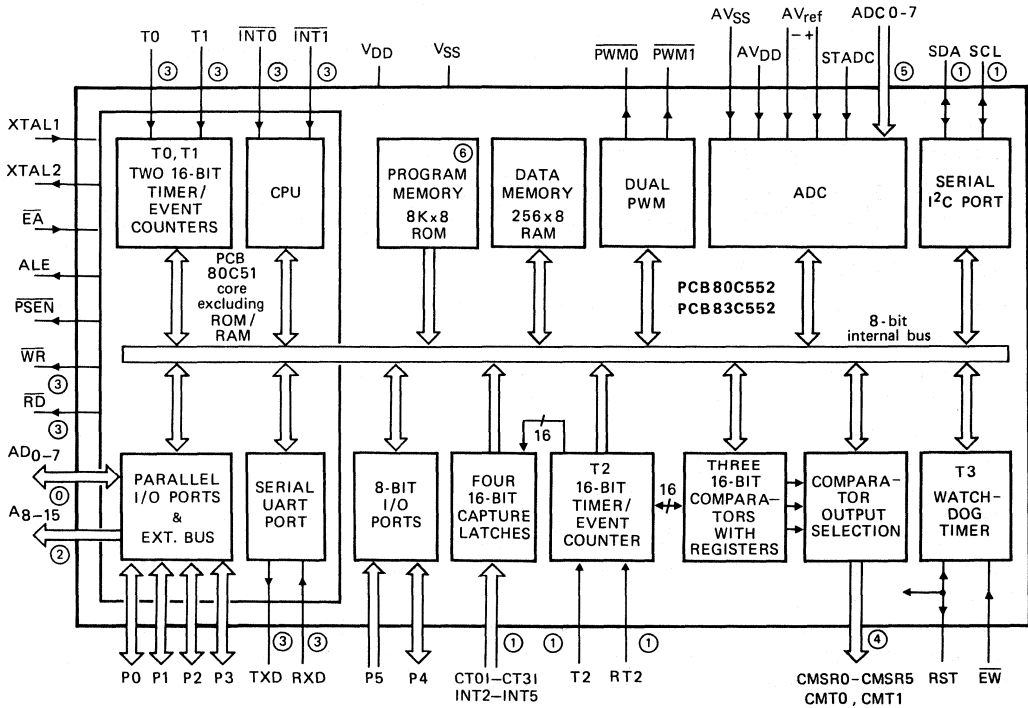 T0 T1 INT0 INT1 VDD VSS PWM0 PWM1 AVSS AVDD AVref
- +
STADC ADC0-7 SDA SCL
③ ③ ③ ③ ⑤ ① ①
XTAL1
XTAL2
EA
ALE
PSEN
WR
③
RD
③
AD0-7
⓪
A8-15
②
T0, T1
TWO 16-BIT
TIMER/
EVENT
COUNTERS
CPU
PCB
80C51
core
excluding
ROM/
RAM
⑥
PROGRAM
MEMORY
8Kx8
ROM
DATA
MEMORY
256x8
RAM
DUAL
PWM
ADC
SERIAL
I²C PORT
PCB80C552
PCB83C552
8-bit
internal bus
PARALLEL
I/O PORTS
&
EXT. BUS
SERIAL
UART
PORT
8-BIT
I/O
PORTS
FOUR
16-BIT
CAPTURE
LATCHES
16
T2
16-BIT
TIMER/
EVENT
COUNTER
16
THREE
16-BIT
COMPARA-
TORS
WITH
REGISTERS
COMPARA-
TOR
OUTPUT
SELECTION
T3
WATCH-
DOG
TIMER
③ ③ ① ① ① ④
P0 P1 P2 P3 TXD RXD P5 P4 CT0I-CT3I
INT2-INT5
T2 RT2 CMSR0-CMSR5
CMT0, CMT1
RST EW